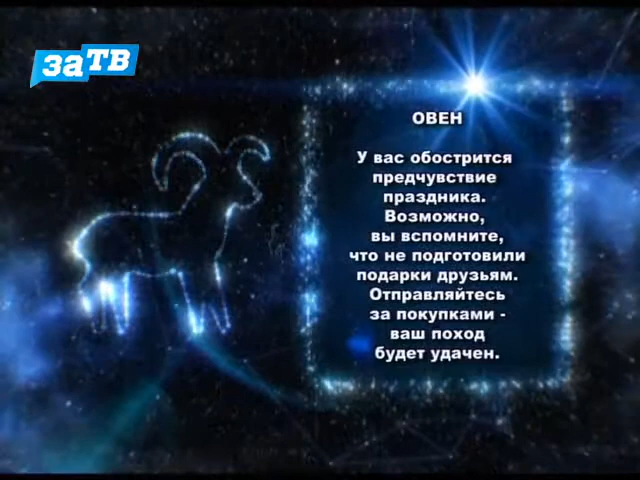 заТВ
ОВЕН
У вас обострится
предчувствие
праздника.
Возможно,
вы вспомните,
что не подготовили
подарки друзьям.
Отправляйтесь
за покупками -
ваш поход
будет удачен.